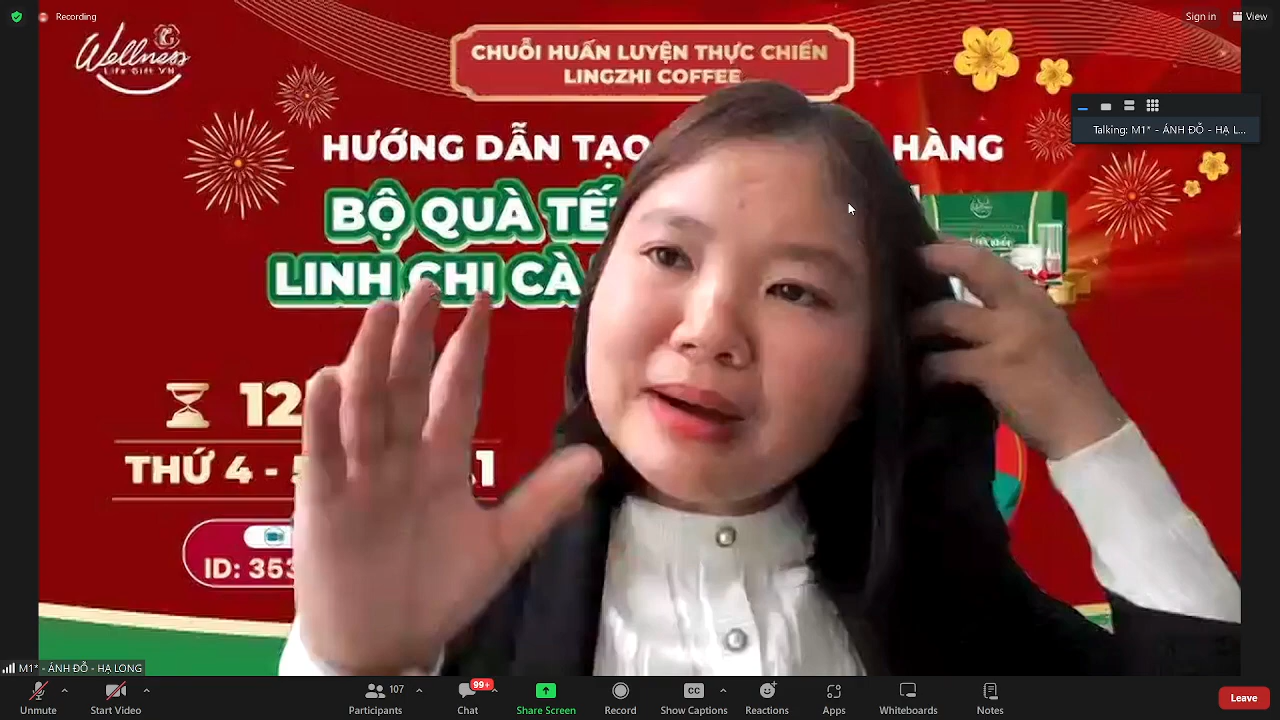 Recording
Sign in
View
Wellness
Life Gift VN
CHUỖI HUẤN LUYỆN THỰC CHIẾN
LINGZHI COFFEE
Talking: M1* - ÁNH ĐỖ - HẠ L...
HƯỚNG DẪN TẠO HÀNG
BỘ QUÀ TẾT
LINH CHI CÀ
12
THỨ 4 - 1
ID: 353
M1* - ÁNH ĐỖ - HẠ LONG
Unmute
Start Video
107
Participants
99+
Chat
Share Screen
Record
CC
Show Captions
Reactions
Apps
Whiteboards
Notes
Leave